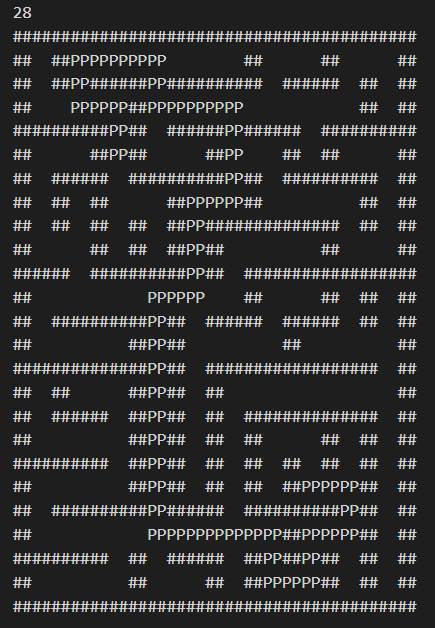 28
##########################################
##  ##PPPPPPPPPP        ##      ##      ##
##  ##PP######PP##########  ######  ##  ##
##    PPPPPP##PPPPPPPPPP            ##  ##
##########PP##  ######PP######  ##########
##      ##PP##      ##PP    ##  ##      ##
##  ######  ##########PP##  ##########  ##
##  ##  ##      ##PPPPPP##          ##  ##
##  ##  ##  ##  ##PP##############  ##  ##
##      ##  ##  ##PP##          ##      ##
######  ##########PP##  ##################
##            PPPPPP    ##      ##  ##  ##
##  ##########PP##  ######  ######  ##  ##
##          ##PP##          ##          ##
##############PP##  ##################  ##
##  ##      ##PP##  ##                  ##
##  ######  ##PP##  ##  ##############  ##
##          ##PP##  ##  ##      ##  ##  ##
##########  ##PP##  ##  ##  ##  ##  ##  ##
##          ##PP##  ##  ##  ##PPPPPP##  ##
##  ##########PP######  ##########PP##  ##
##            PPPPPPPPPPPPPP##PPPPPP##  ##
##########  ##  ######  ##PP##PP##  ##  ##
##          ##      ##  ##PPPPPP##  ##  ##
##########################################